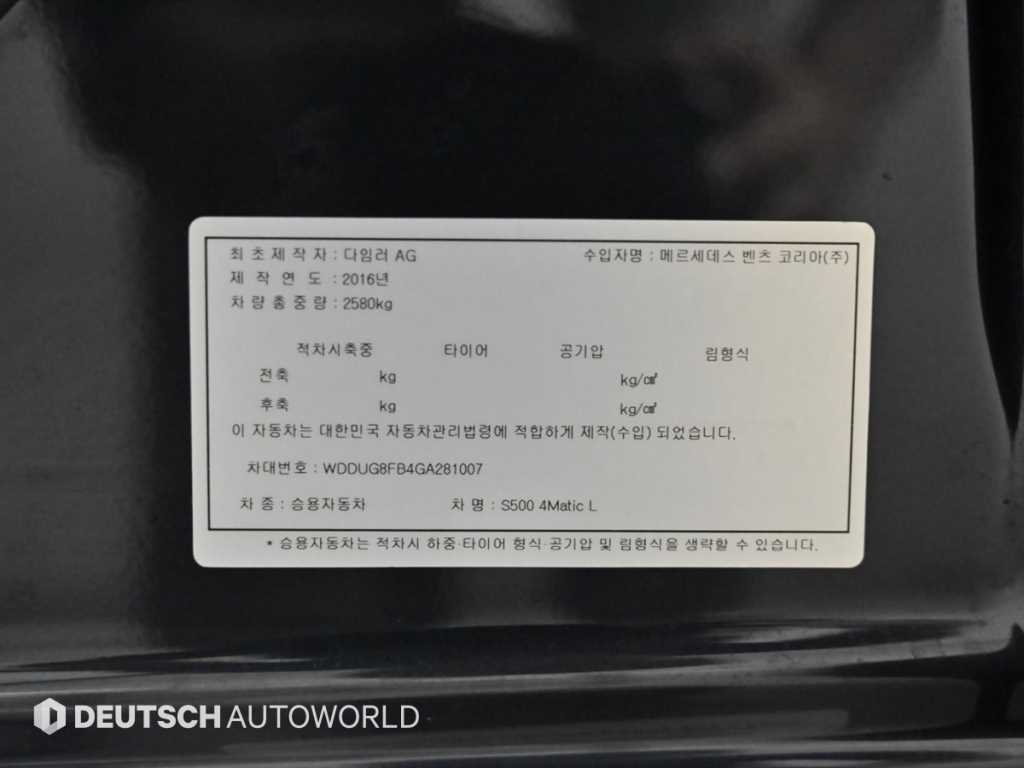 최 초 제 작 자 : 다임러 AG 수입자명 : 메르세데스 벤츠 코리아(주)
제 작 연 도 : 2016년
차 량 총 중 량 : 2580kg
적차시축중 타이어 공기압 림형식
전축 kg kg/㎠
후축 kg kg/㎠
이 자동차는 대한민국 자동차관리법령에 적합하게 제작(수입) 되었습니다.
차대번호 : WDDUG8FB4GA281007
차 종 : 승용자동차 차 명 : S500 4Matic L
* 승용자동차는 적차시 하중·타이어 형식·공기압 및 림형식을 생략할 수 있습니다.
DEUTSCH AUTOWORLD